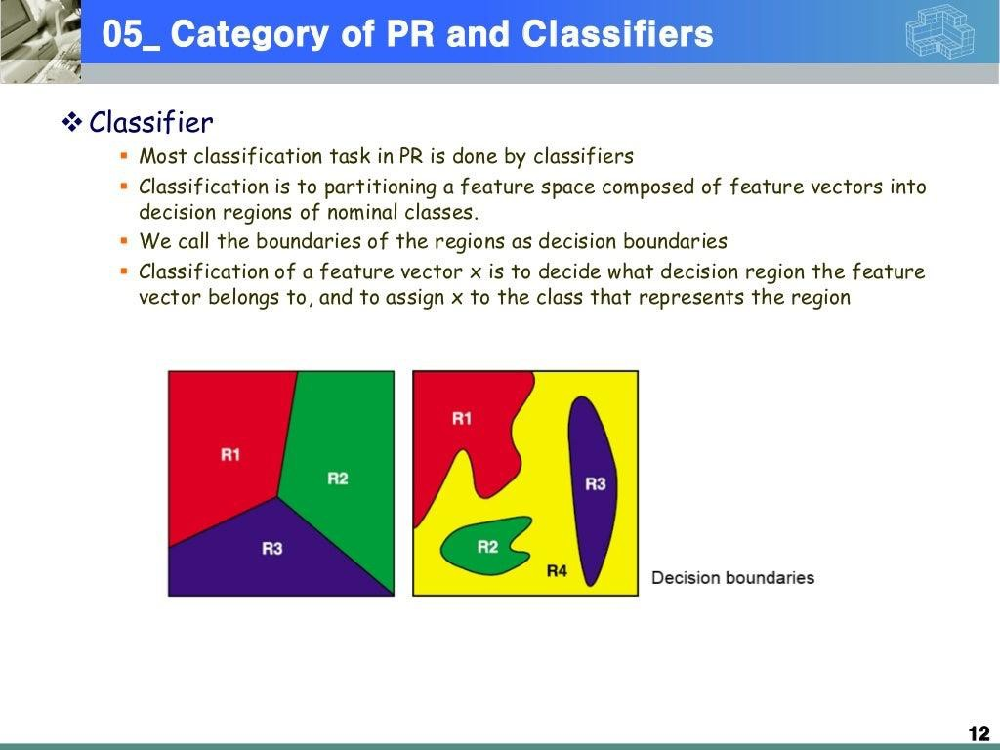 05_ Category of PR and Classifiers
Classifier
Most classification task in PR is done by classifiers
Classification is to partitioning a feature space composed of feature vectors into
decision regions of nominal classes.
We call the boundaries of the regions as decision boundaries
Classification of a feature vector x is to decide what decision region the feature
vector belongs to, and to assign x to the class that represents the region
R1
R2
R3
R1
R3
R2
R4
Decision boundaries
12